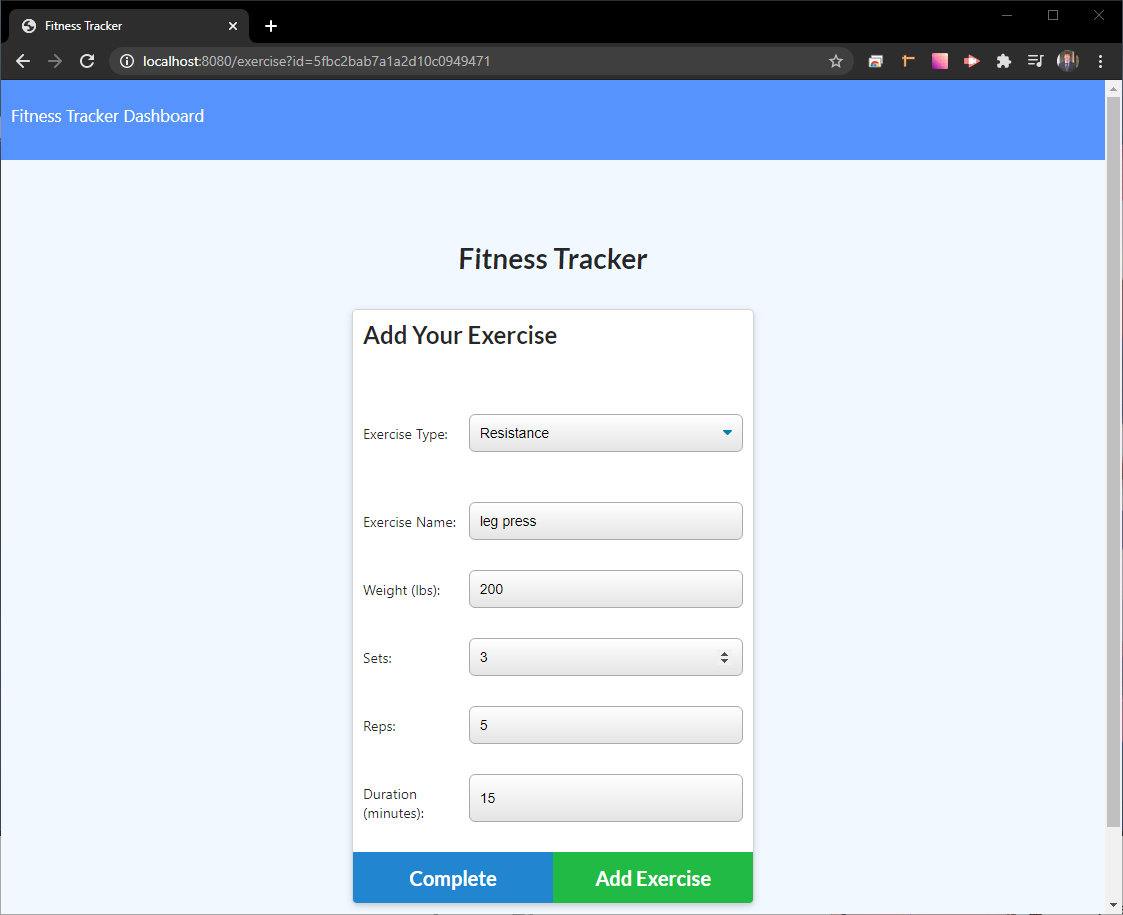 Fitness Tracker
localhost:8080/exercise?id=5fbc2bab7a1a2d10c0949471
Fitness Tracker Dashboard
Fitness Tracker
Add Your Exercise
Exercise Type: Resistance
Exercise Name: leg press
Weight (lbs): 200
Sets: 3
Reps: 5
Duration
(minutes): 15
Complete Add Exercise